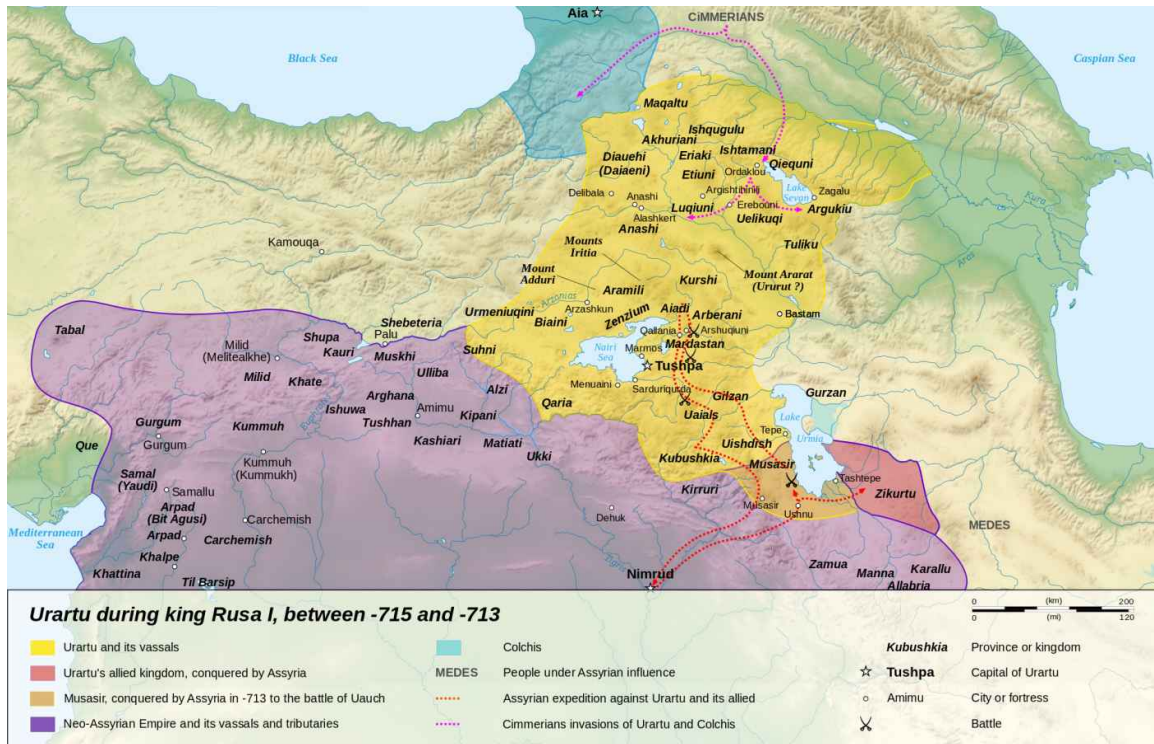 Aia
CiMMERIANS
Black Sea
Caspian Sea
Maqaltu
Ishqugulu
Akhuriani
Ishtamani
Diauehi
(Daiaeni)
Eriaki
Qiequni
Ordaklou
Etiuni
Delibala
Anashi
Argishtihinili
Lake
Sevan
Zagalu
Luqiuni
Erebouni
Argukiu
Kura
Alashkert
Uelikuqi
Anashi
Kamouqa
Mounts
Iritia
Tuliku
Aras
Mount
Adduri
Kurshi
Mount Ararat
(Ururut ?)
Aramili
Artonias
Arzashkun
Aiadi
Urmeniuqini
Zenzium
Arberani
Bastam
Biaini
Shebeteria
Palu
Qallania
Arshuqiuni
Tabal
Shupa
Mardastan
Kauri
Muskhi
Suhni
Nairi
Sea
Marmos
Milid
(Melitealkhe)
Tushpa
Milid
Khate
Ulliba
Menuaini
Sarduriqurda
Alzi
Arghana
Qaria
Gilzan
Gurzan
Ishuwa
Amimu
Kipani
Uaials
Lake
Urmia
Gurgum
Kummuh
Tushhan
Tepe
Que
Gurgum
Kashiari
Matiati
Uishdish
Ukki
Kubushkia
Musasir
Kummuh
(Kummukh)
Samal
(Yaudi)
Samallu
Kirruri
Tashtepe
Zikurtu
Arpad
(Bit Agusi)
Musasir
Ushnu
Dehuk
Carchemish
MEDES
Mediterranean
Sea
Arpad
Carchemish
Khalpe
Zamua
Karallu
Khattina
Nimrud
Manna
Til Barsip
Allabria
Urartu during king Rusa I, between -715 and -713
0 (km) 200
0 (mi) 120
Urartu and its vassals
Urartu's allied kingdom, conquered by Assyria
Musasir, conquered by Assyria in -713 to the battle of Uauch
Neo-Assyrian Empire and its vassals and tributaries
Colchis
MEDES People under Assyrian influence
Assyrian expedition against Urartu and its allied
Cimmerians invasions of Urartu and Colchis
Kubushkia Province or kingdom
Tushpa Capital of Urartu
Amimu City or fortress
Battle